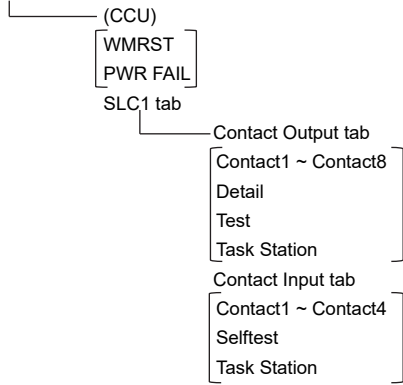 (CCU)
WMRST
PWR FAIL
SLC1 tab
Contact Output tab
Contact1 ~ Contact8
Detail
Test
Task Station
Contact Input tab
Contact1 ~ Contact4
Selftest
Task Station